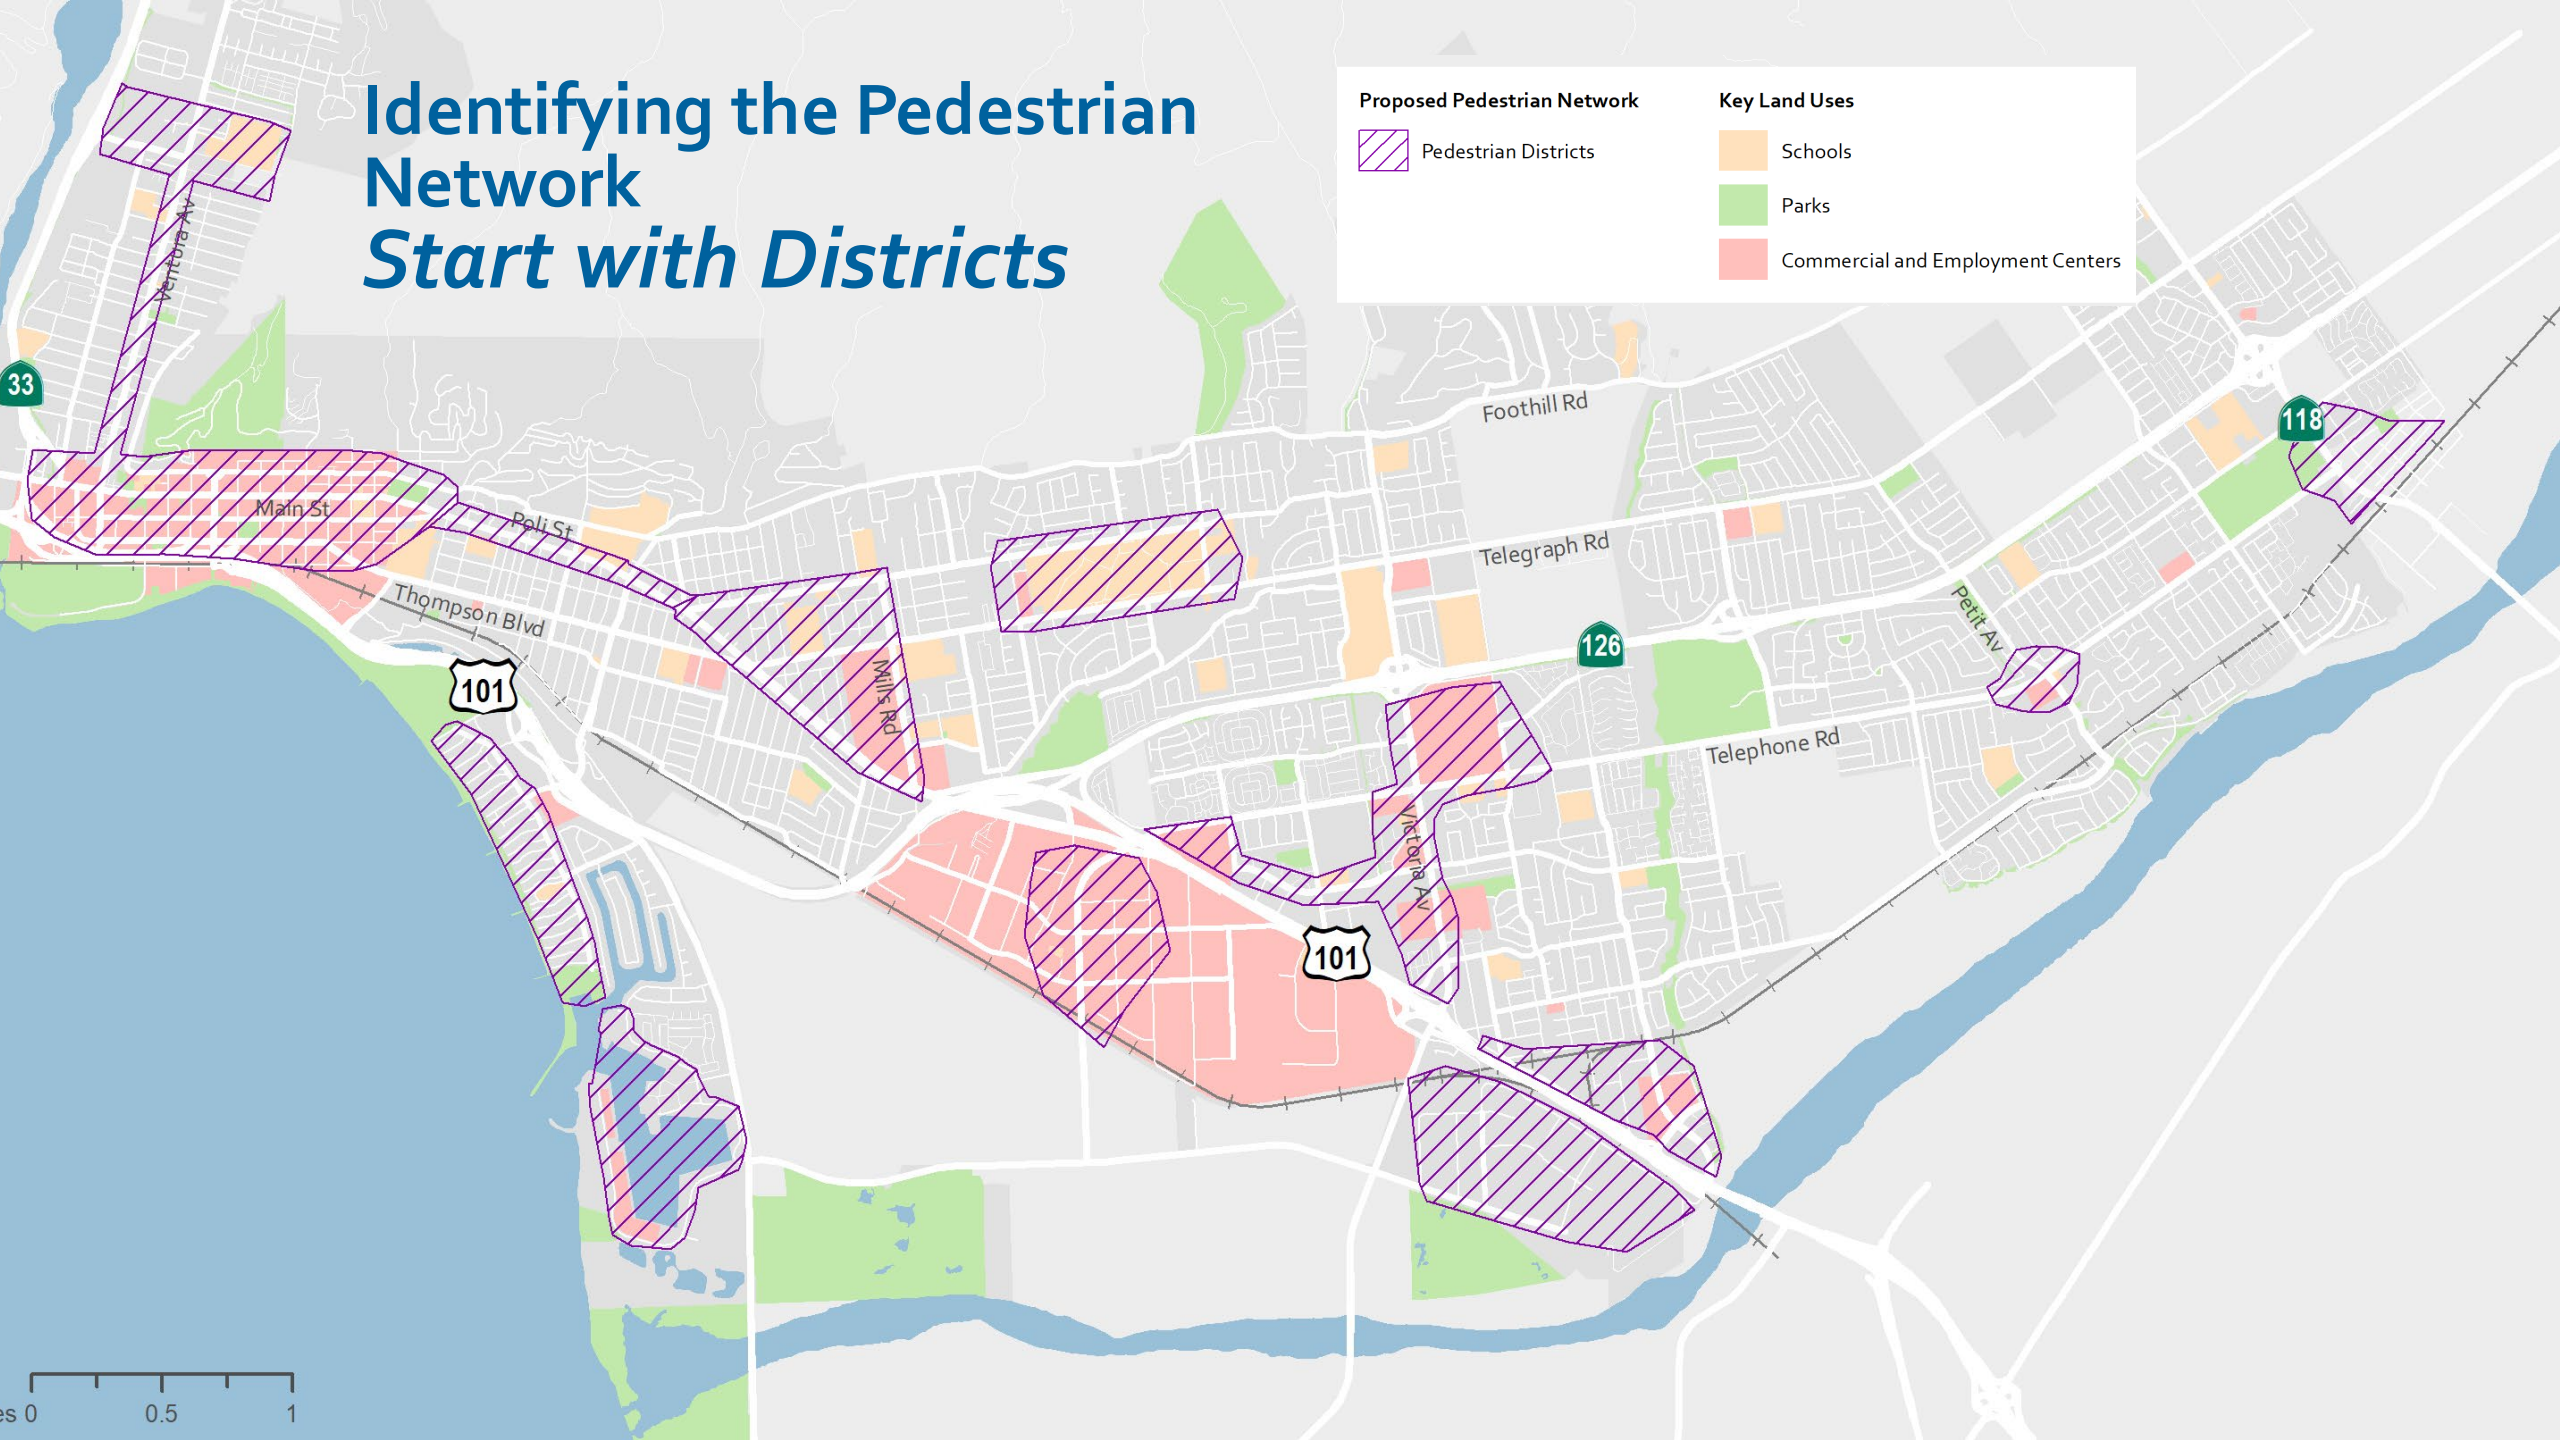 Identifying the Pedestrian
Network
Start with Districts
Proposed Pedestrian Network
Pedestrian Districts
Key Land Uses
Schools
Parks
Commercial and Employment Centers
Ventura Av
33
118
Foothill Rd
Main St
Poli St
Telegraph Rd
Thompson Blvd
Petit Av
126
101
Mills Rd
Telephone Rd
Victoria Av
101
es 0 0.5 1